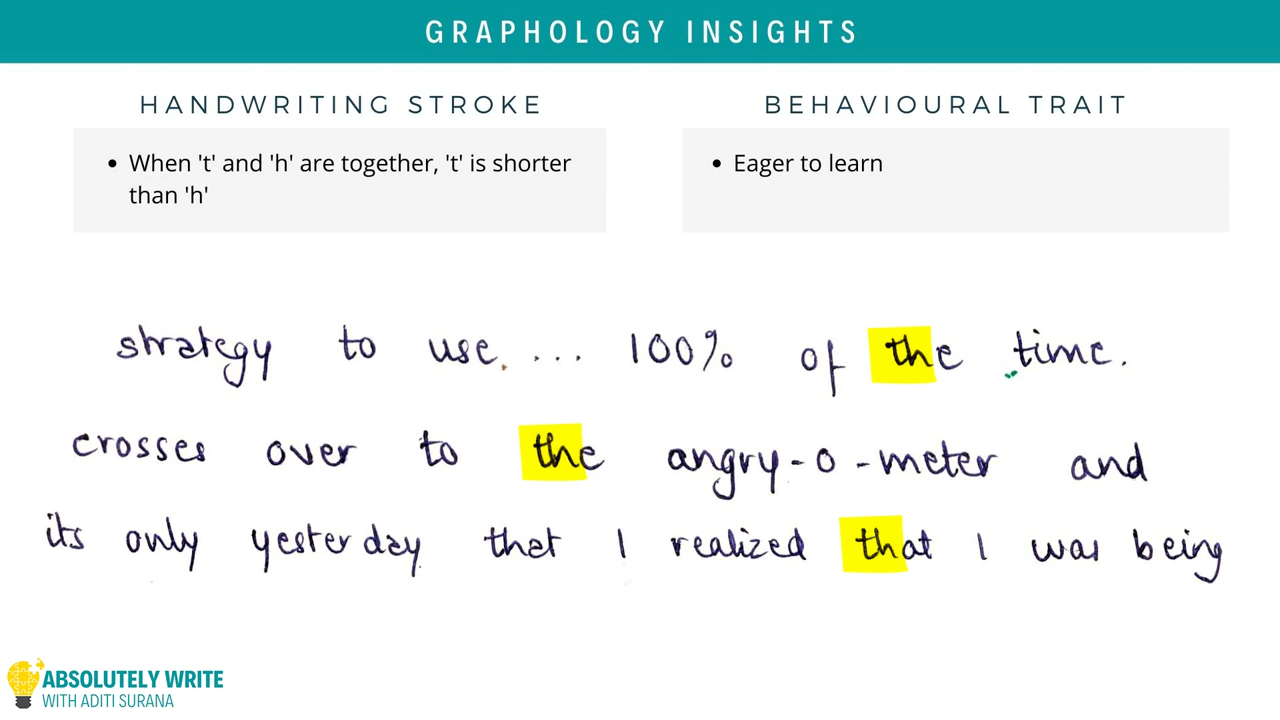 GRAPHOLOGY INSIGHTS
HANDWRITING STROKE
• When 't' and 'h' are together, 't' is shorter
than 'h'
BEHAVIOURAL TRAIT
• Eager to learn
strategy to use. ... 100% of the time.
crosses over to the angry-o-meter and
its only yesterday that I realized that I was being
ABSOLUTELY WRITE
WITH ADITI SURANA